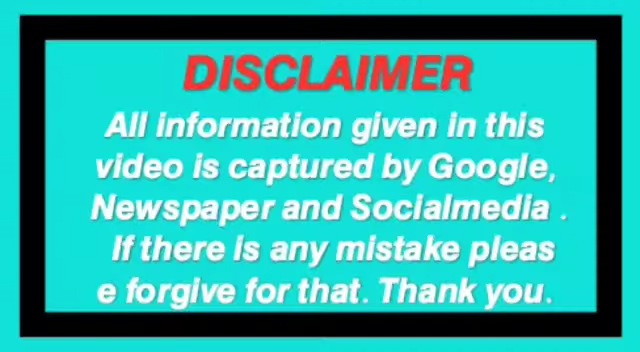 DISCLAIMER
All information given in this
video is captured by Google,
Newspaper and Socialmedia .
If there is any mistake pleas
e forgive for that. Thank you.